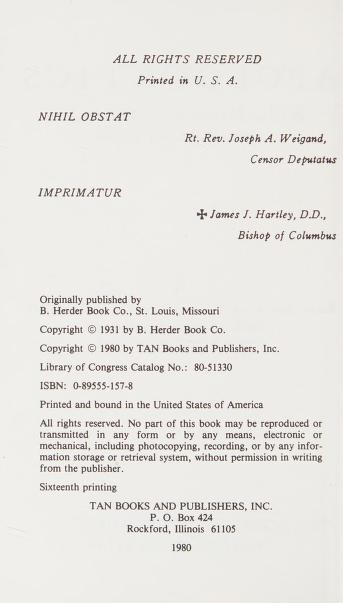 ALL RIGHTS RESERVED
Printed in U. S. A.
NIHIL OBSTAT
Rt. Rev. Joseph A. Weigand,
Censor Deputatus
IMPRIMATUR
✠ James J. Hartley, D.D.,
Bishop of Columbus
Originally published by
B. Herder Book Co., St. Louis, Missouri
Copyright © 1931 by B. Herder Book Co.
Copyright © 1980 by TAN Books and Publishers, Inc.
Library of Congress Catalog No.: 80-51330
ISBN: 0-89555-157-8
Printed and bound in the United States of America
All rights reserved. No part of this book may be reproduced or
transmitted in any form or by any means, electronic or
mechanical, including photocopying, recording, or by any infor-
mation storage or retrieval system, without permission in writing
from the publisher.
Sixteenth printing
TAN BOOKS AND PUBLISHERS, INC.
P. O. Box 424
Rockford, Illinois 61105
1980